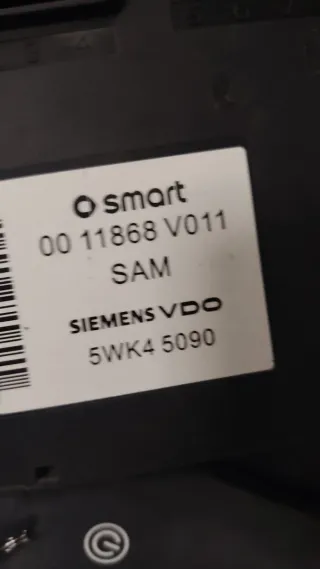 smart
00 11868 V011
SAM
SIEMENS VDO
5WK4 5090